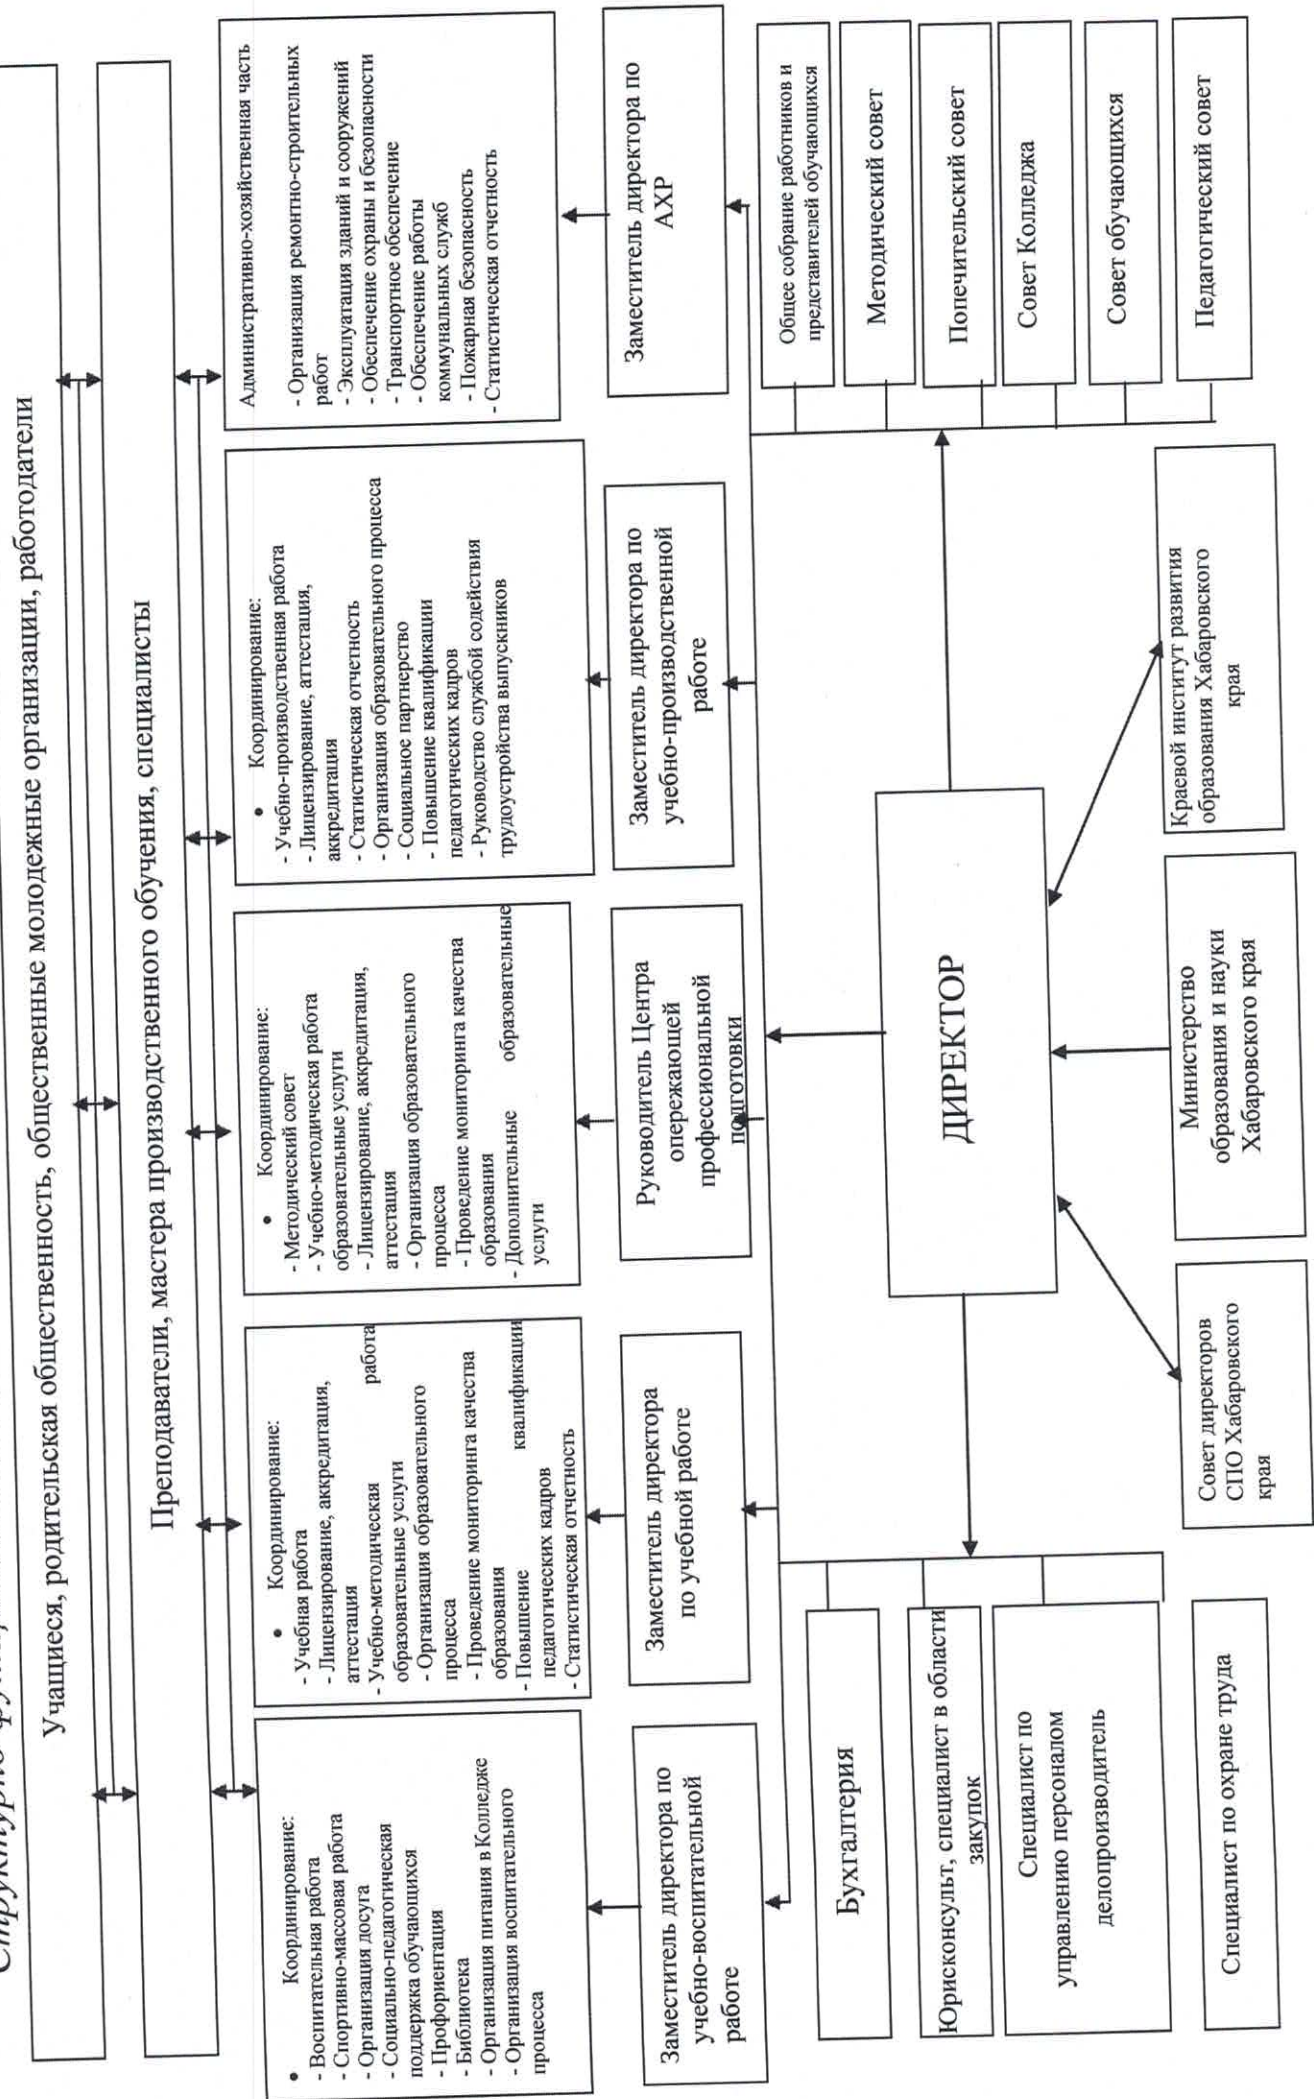 Структурно
Учащиеся, родительская общественность, общественные молодежные организации, работодатели
Преподаватели, мастера производственного обучения, специалисты
• Координирование:
- Воспитательная работа
- Спортивно-массовая работа
- Организация досуга
- Социально-педагогическая
поддержка обучающихся
- Профориентация
- Библиотека
- Организация питания в Колледже
- Организация воспитательного
процесса
• Координирование:
- Учебная работа
- Лицензирование, аккредитация,
аттестация
- Учебно-методическая работа
образовательные услуги
- Организация образовательного
процесса
- Проведение мониторинга качества
образования
- Повышение квалификации
педагогических кадров
- Статистическая отчетность
• Координирование:
- Методический совет
- Учебно-методическая работа
образовательные услуги
- Лицензирование, аккредитация,
аттестация
- Организация образовательного
процесса
- Проведение мониторинга качества
образования
- Дополнительные образовательные
услуги
• Координирование:
- Учебно-производственная работа
- Лицензирование, аттестация,
аккредитация
- Статистическая отчетность
- Организация образовательного процесса
- Социальное партнерство
- Повышение квалификации
педагогических кадров
- Руководство службой содействия
трудоустройства выпускников
Административно-хозяйственная часть
- Организация ремонтно-строительных
работ
- Эксплуатация зданий и сооружений
- Обеспечение охраны и безопасности
- Транспортное обеспечение
- Обеспечение работы
коммунальных служб
- Пожарная безопасность
- Статистическая отчетность
Заместитель директора по
учебно-воспитательной
работе
Заместитель директора
по учебной работе
Руководитель Центра
опережающей
профессиональной
подготовки
Заместитель директора по
учебно-производственной
работе
Заместитель директора по
АХР
Бухгалтерия
Юрисконсульт, специалист в области
закупок
Специалист по
управлению персоналом
делопроизводитель
Специалист по охране труда
ДИРЕКТОР
Общее собрание работников и
представителей обучающихся
Методический совет
Попечительский совет
Совет Колледжа
Совет обучающихся
Педагогический совет
Совет директоров
СПО Хабаровского
края
Министерство
образования и науки
Хабаровского края
Краевой институт развития
образования Хабаровского
края